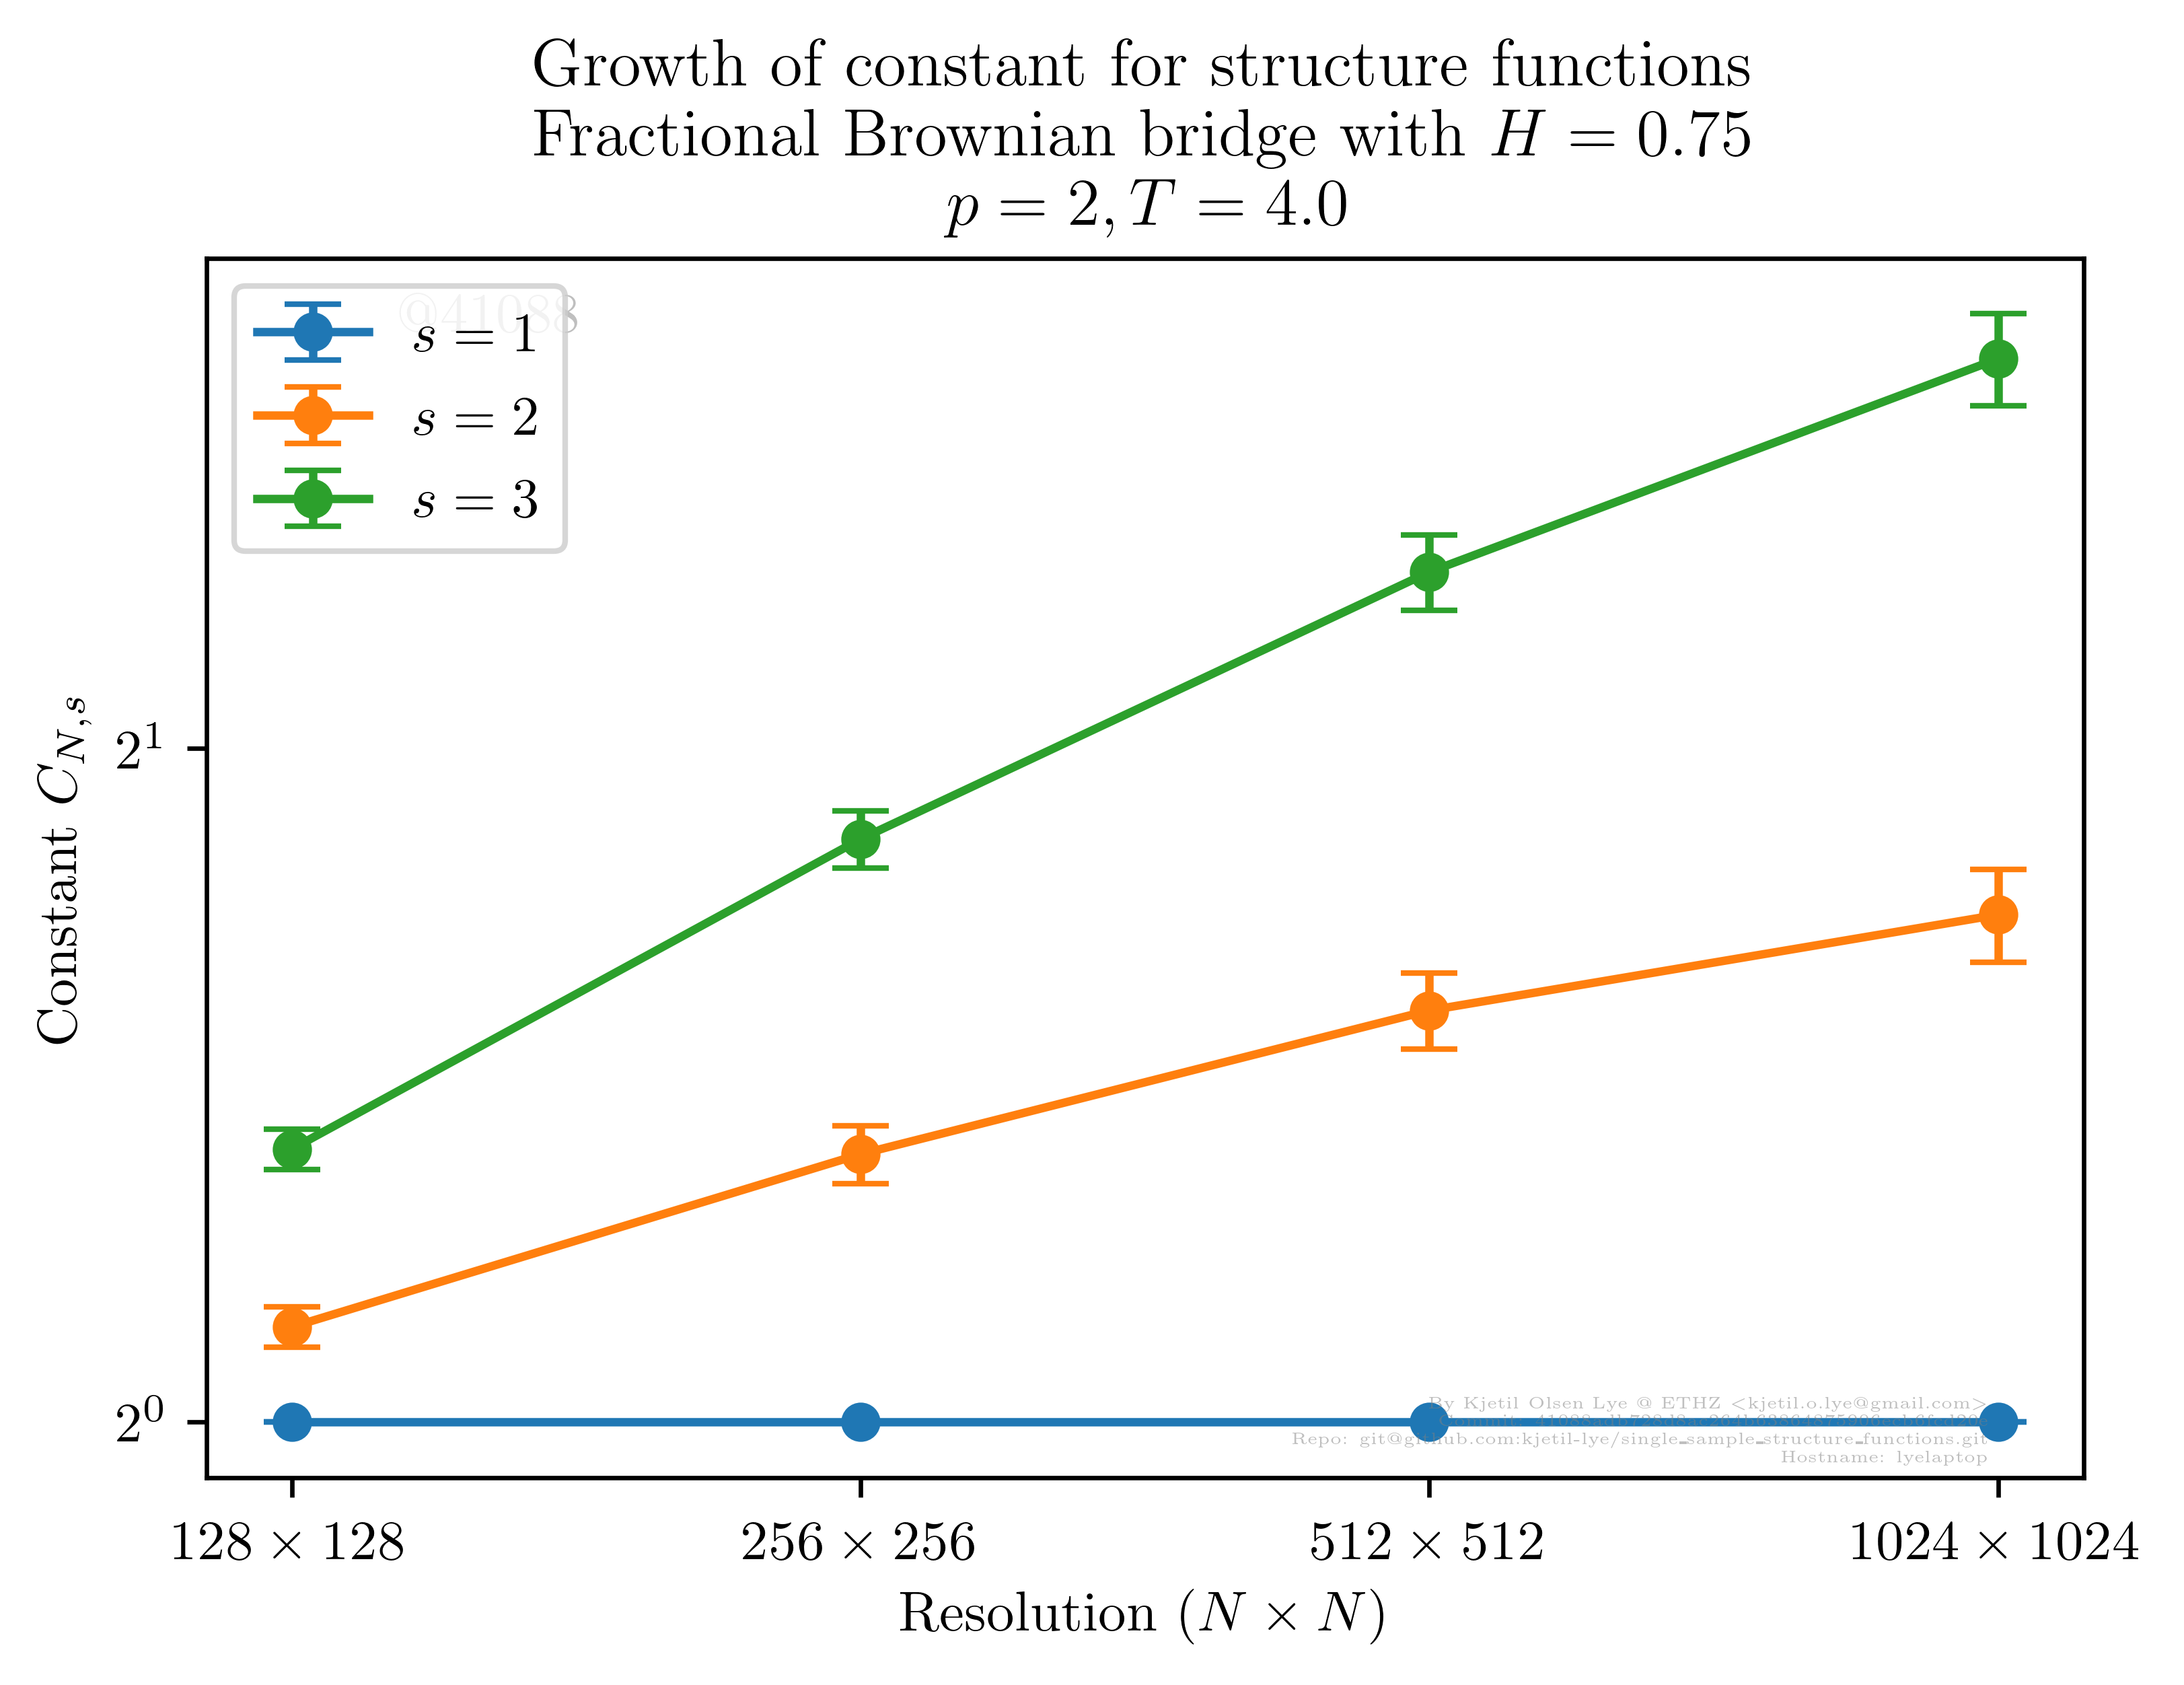 Growth of constant for structure functions
Fractional Brownian bridge with H = 0.75
p = 2, T = 4.0
@41088
s = 1
s = 2
s = 3
Constant C_{N,s}
2^1
2^0
By Kjetil Olsen Lye @ ETHZ <kjetil.o.lye@gmail.com>
Repo: git@github.com:kjetil-lye/single_sample_structure_functions.git
Hostname: lyelaptop
128 × 128
256 × 256
512 × 512
1024 × 1024
Resolution (N × N)